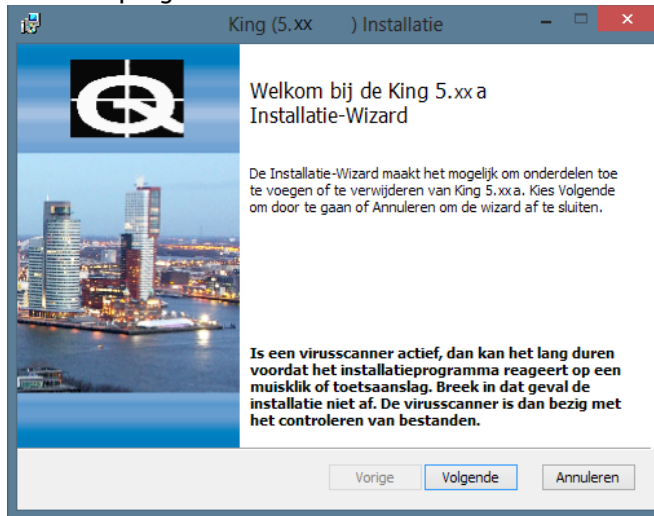 King (5.xx ) Installatie
Welkom bij de King 5.xx a
Installatie-Wizard
De Installatie-Wizard maakt het mogelijk om onderdelen toe
te voegen of te verwijderen van King 5.xx a. Kies Volgende
om door te gaan of Annuleren om de wizard af te sluiten.
Is een virusscanner actief, dan kan het lang duren
voordat het installatieprogramma reageert op een
muisklik of toetsaanslag. Breek in dat geval de
installatie niet af. De virusscanner is dan bezig met
het controleren van bestanden.
Vorige
Volgende
Annuleren